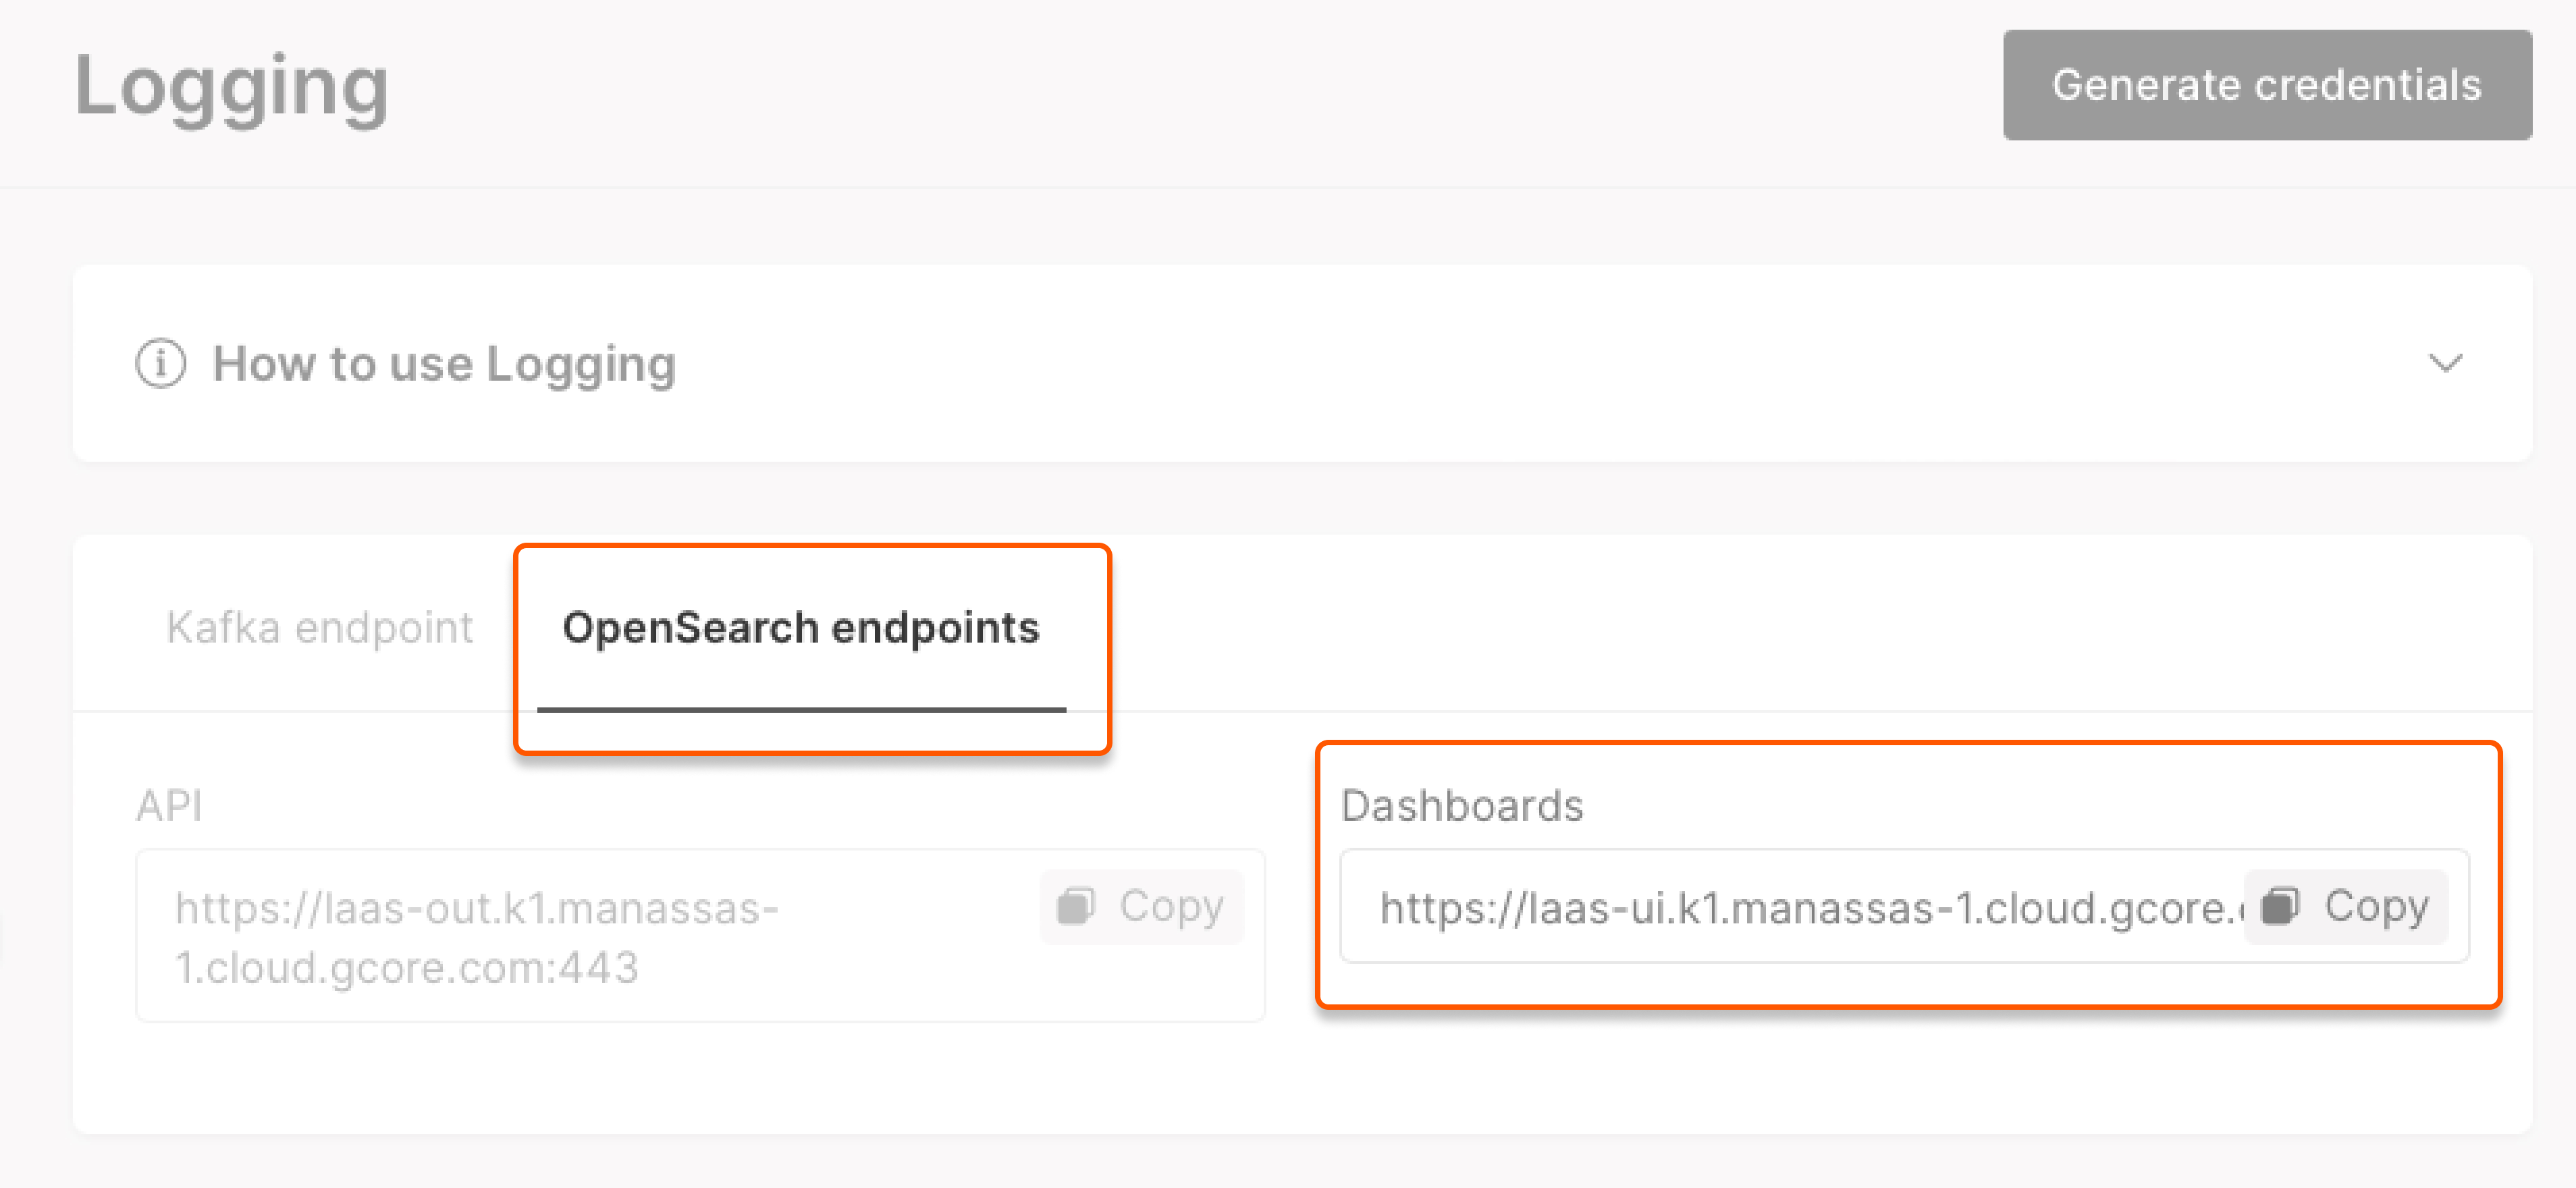 Logging
Generate credentials
How to use Logging
Kafka endpoint
OpenSearch endpoints
API
https://laas-out.k1.manassas-
1.cloud.gcore.com:443
Copy
Dashboards
https://laas-ui.k1.manassas-1.cloud.gcore.
Copy